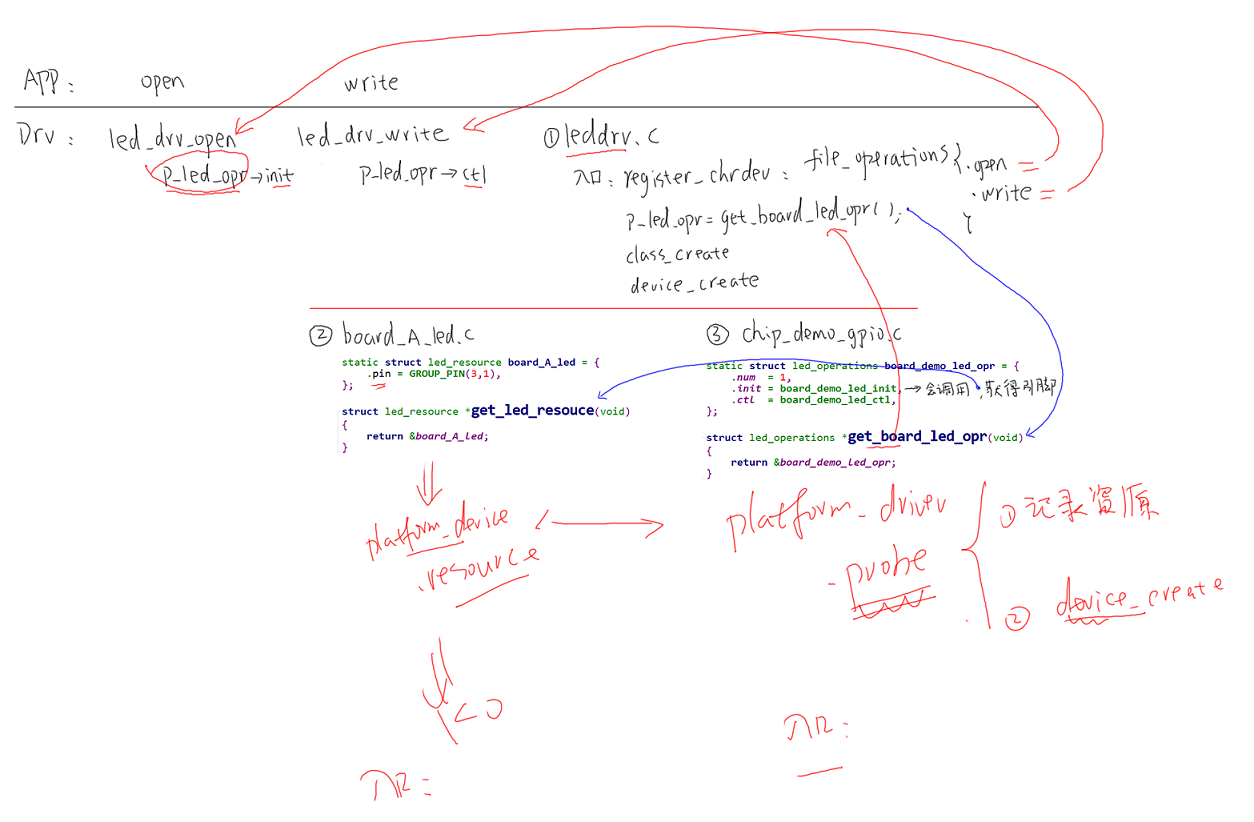 APP: open write
Drv: led_drv_open led_drv_write ①leddrv.c
p_led_opr→init p_led_opr→ctl 入口: register_chrdev: file_operations{.open =
.write =
}
p_led_opr = get_board_led_opr();
class_create
device_create
② board_A_led.c
static struct led_resource board_A_led = {
.pin = GROUP_PIN(3,1),
};
struct led_resource *get_led_resouce(void)
{
return &board_A_led;
}
③ chip_demo_gpio.c
static struct led_operations board_demo_led_opr = {
.num = 1,
.init = board_demo_led_init, →会调用,获得引脚
.ctl = board_demo_led_ctl,
};
struct led_operations *get_board_led_opr(void)
{
return &board_demo_led_opr;
}
platform_device
.resource
platform_driver
.probe
①记录资源
② device_create
入口:
入口: